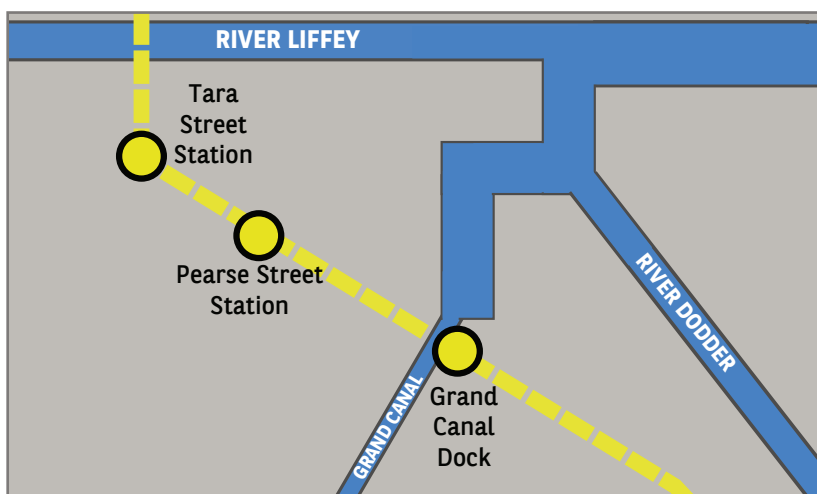 RIVER LIFFEY
Tara
Street
Station
Pearse Street
Station
RIVER DODDER
GRAND CANAL
Grand
Canal
Dock